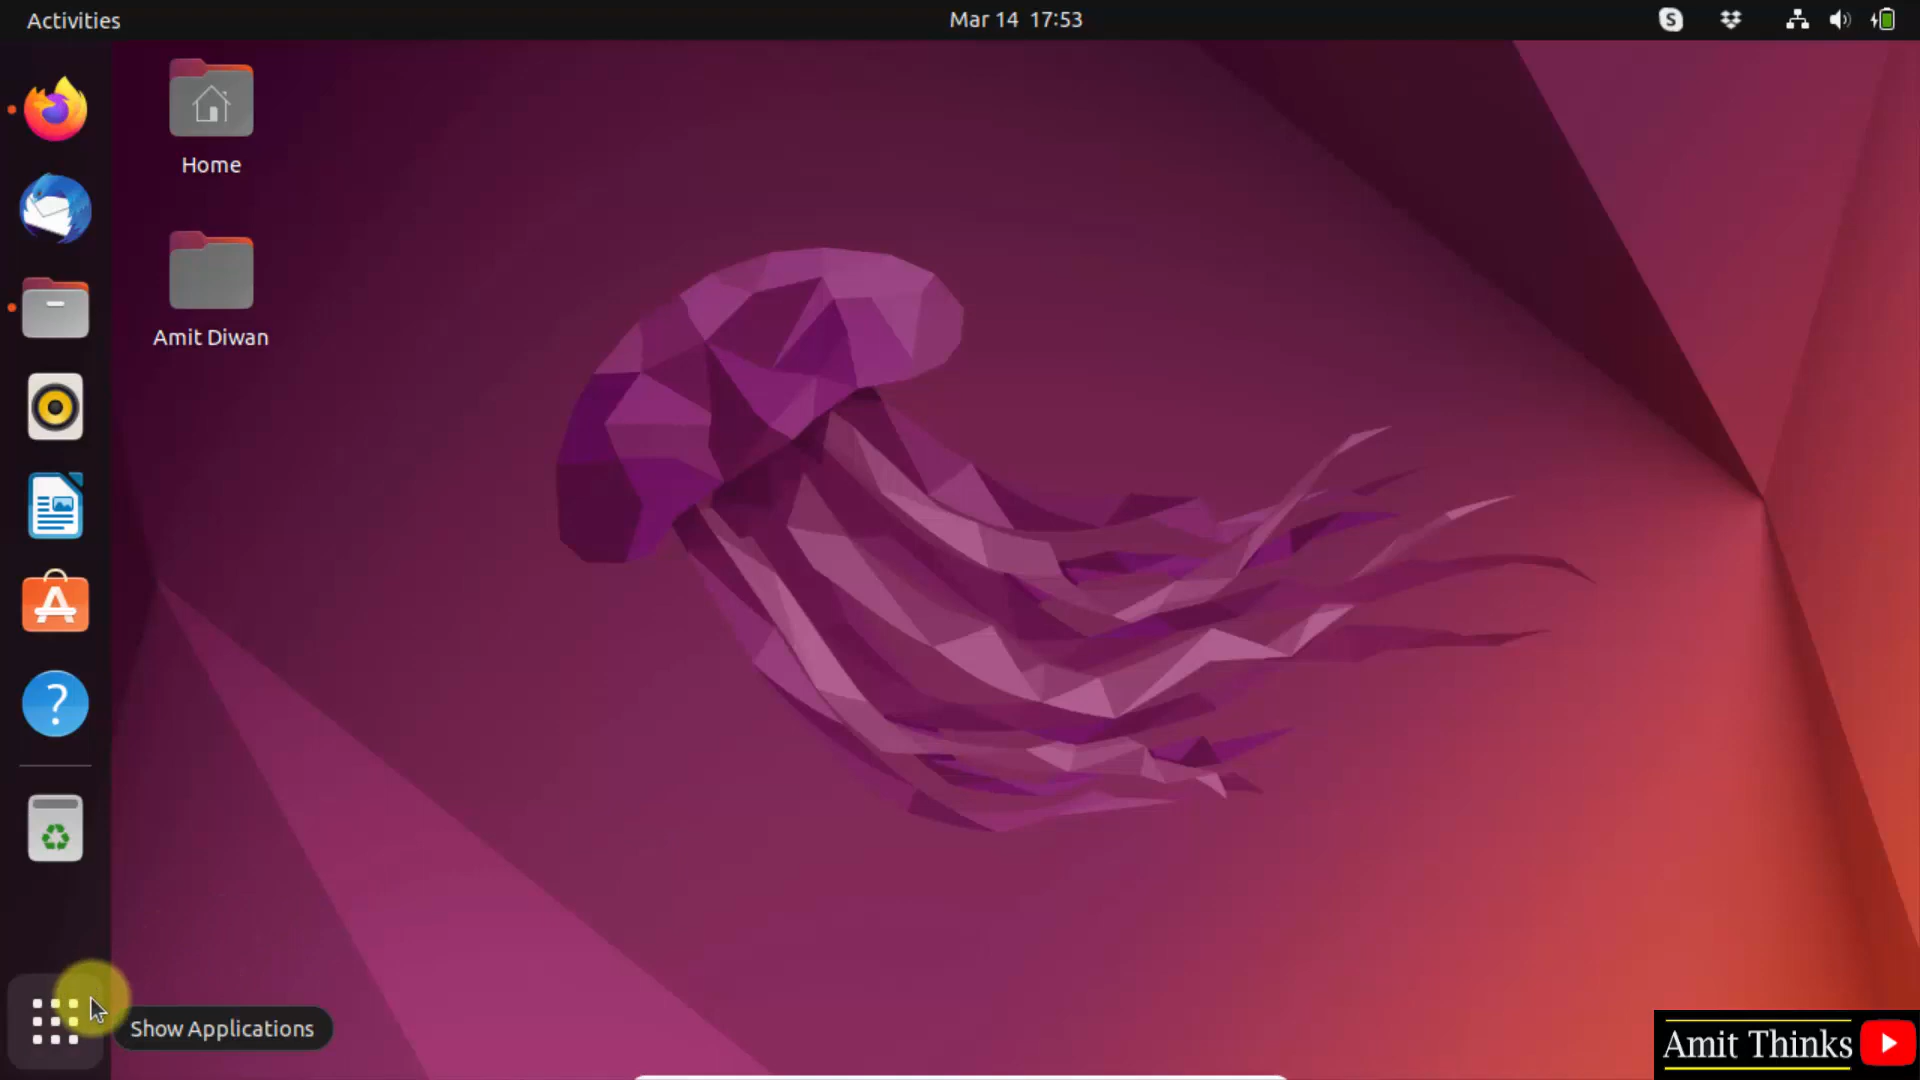 Activities
Mar 14 17:53
Home
Amit Diwan
Show Applications
Amit Thinks